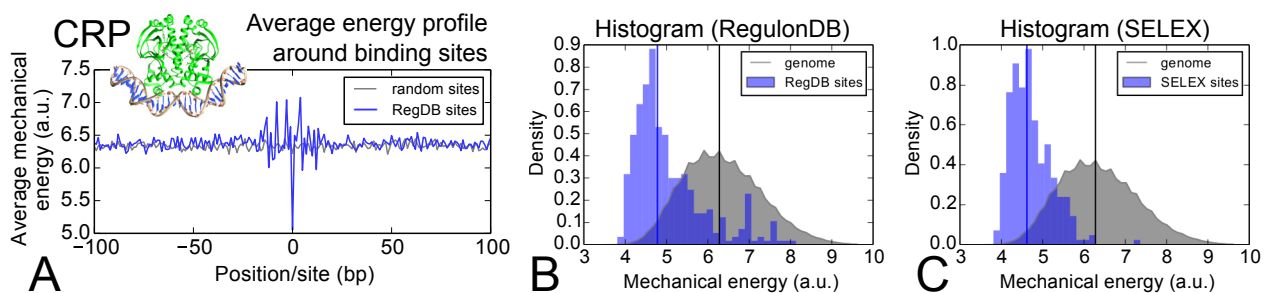 CRP
Average energy profile
around binding sites
Average mechanical
energy (a.u.)
7.5
7.0
6.5
6.0
5.5
5.0
random sites
RegDB sites
−100
−50
0
50
100
Position/site (bp)
A
Histogram (RegulonDB)
Density
0.9
0.8
0.7
0.6
0.5
0.4
0.3
0.2
0.1
0.0
genome
RegDB sites
3
4
5
6
7
8
9
10
Mechanical energy (a.u.)
B
Histogram (SELEX)
Density
1.0
0.8
0.6
0.4
0.2
0.0
genome
SELEX sites
3
4
5
6
7
8
9
10
Mechanical energy (a.u.)
C